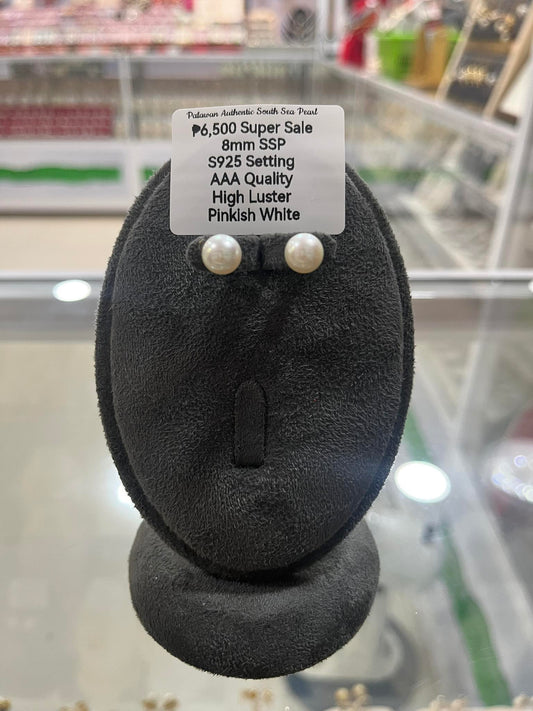 Palawan Authentic South Sea Pearl
₱6,500 Super Sale
8mm SSP
S925 Setting
AAA Quality
High Luster
Pinkish White